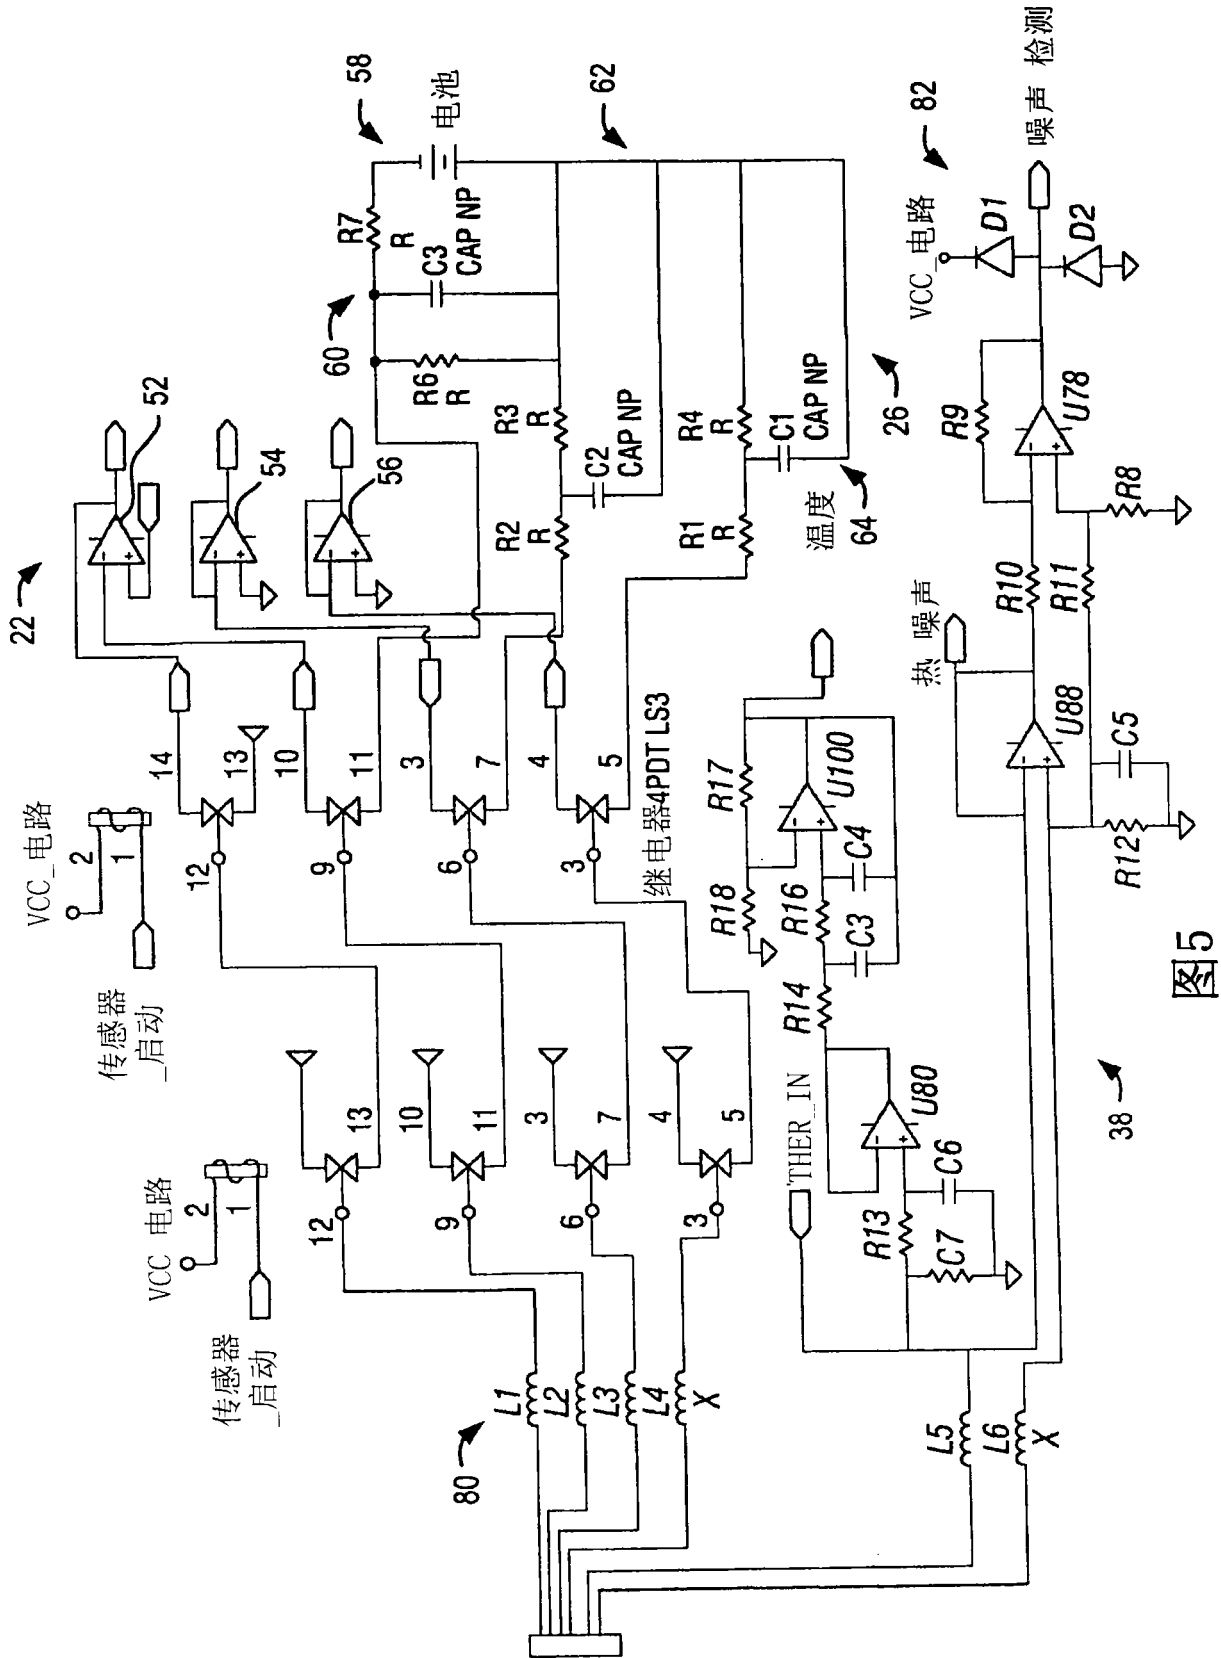 22
VCC_电路
2
1
传感器
_启动
14
13
12
10
11
9
3
7
6
4
5
3
继电器4PDT LS3
52
54
56
58
60
62
R7
R
C3
CAP NP
电池
R6
R
R3
R
R2
R
C2
CAP NP
R4
R
R1
R
C1
CAP NP
温度
64
26
VCC 电路
2
1
传感器
_启动
12
13
10
11
9
3
7
6
4
5
3
80
L1
L2
L3
L4
X
L5
L6
X
THER_IN
R13
C7
C6
U80
R14
R16
C3
C4
R18
R17
U100
38
热 噪声
U88
R12
C5
R10
R11
R9
U78
R8
VCC_电路
D1
D2
82
噪声 检测
图5